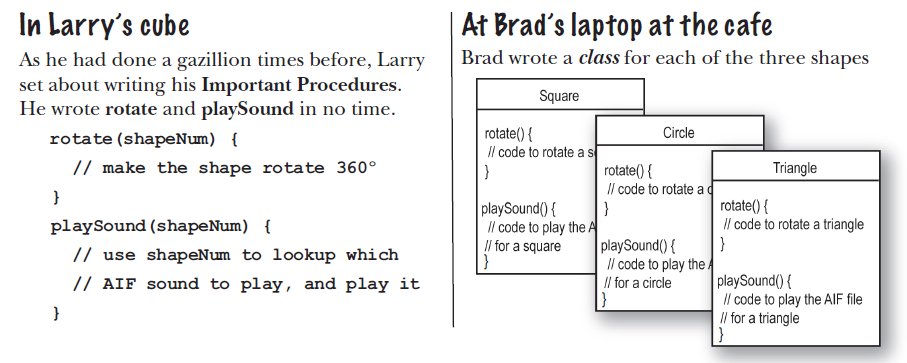 In Larry's cube
As he had done a gazillion times before, Larry
set about writing his Important Procedures.
He wrote rotate and playSound in no time.
rotate(shapeNum) {
// make the shape rotate 360°
}
playSound(shapeNum) {
// use shapeNum to lookup which
// AIF sound to play, and play it
}
At Brad's laptop at the cafe
Brad wrote a class for each of the three shapes
Square
rotate() {
// code to rotate a s
}
playSound() {
// code to play the A
// for a square
}
Circle
rotate() {
// code to rotate a c
}
playSound() {
// code to play the A
// for a circle
}
Triangle
rotate() {
// code to rotate a triangle
}
playSound() {
// code to play the AIF file
// for a triangle
}